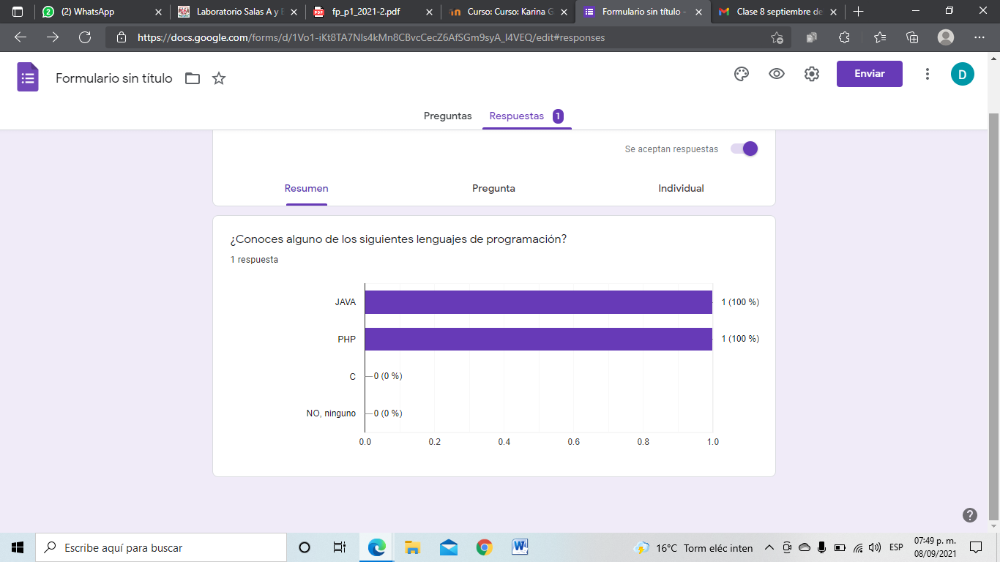 (2) WhatsApp
Laboratorio Salas A y B
fp_p1_2021-2.pdf
Curso: Curso: Karina G
Formulario sin título -
Clase 8 septiembre de
https://docs.google.com/forms/d/1Vo1-iKt8TA7NIs4kMn8CBvcCecZ6AfSGm9syA_I4VEQ/edit#responses
Formulario sin título
Enviar
D
Preguntas
Respuestas 1
Se aceptan respuestas
Resumen
Pregunta
Individual
¿Conoces alguno de los siguientes lenguajes de programación?
1 respuesta
JAVA 1 (100 %)
PHP 1 (100 %)
C 0 (0 %)
NO, ninguno 0 (0 %)
0.0 0.2 0.4 0.6 0.8 1.0
Escribe aquí para buscar
16°C Torm eléc inten
ESP
07:49 p. m.
08/09/2021